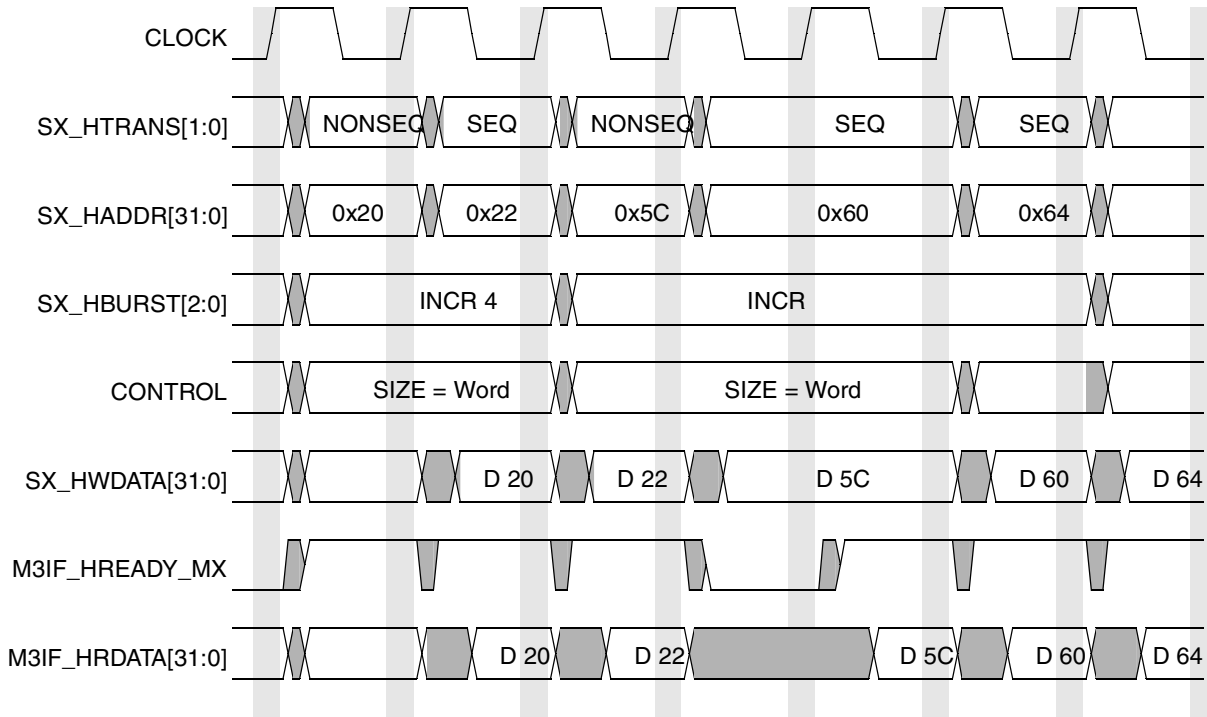 CLOCK
SX_HTRANS[1:0] NONSEQ SEQ NONSEQ SEQ SEQ
SX_HADDR[31:0] 0x20 0x22 0x5C 0x60 0x64
SX_HBURST[2:0] INCR 4 INCR
CONTROL SIZE = Word SIZE = Word
SX_HWDATA[31:0] D 20 D 22 D 5C D 60 D 64
M3IF_HREADY_MX
M3IF_HRDATA[31:0] D 20 D 22 D 5C D 60 D 64